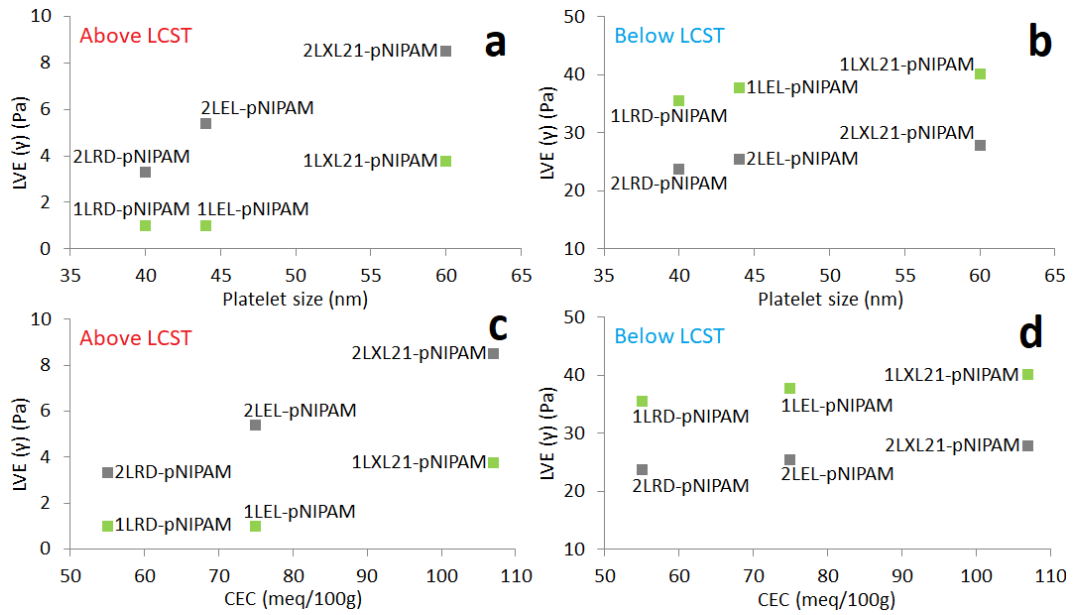 10
8
6
4
2
0
LVE (γ) (Pa)
Above LCST
a
2LXL21-pNIPAM
2LEL-pNIPAM
2LRD-pNIPAM
1LXL21-pNIPAM
1LRD-pNIPAM
1LEL-pNIPAM
35 40 45 50 55 60 65
Platelet size (nm)
50
40
30
20
10
LVE (γ) (Pa)
Below LCST
b
1LXL21-pNIPAM
1LEL-pNIPAM
1LRD-pNIPAM
2LXL21-pNIPAM
2LEL-pNIPAM
2LRD-pNIPAM
35 40 45 50 55 60 65
Platelet size (nm)
10
8
6
4
2
0
LVE (γ) (Pa)
Above LCST
c
2LXL21-pNIPAM
2LEL-pNIPAM
2LRD-pNIPAM
1LXL21-pNIPAM
1LEL-pNIPAM
1LRD-pNIPAM
50 60 70 80 90 100 110
CEC (meq/100g)
50
40
30
20
10
LVE (γ) (Pa)
Below LCST
d
1LXL21-pNIPAM
1LEL-pNIPAM
1LRD-pNIPAM
2LXL21-pNIPAM
2LEL-pNIPAM
2LRD-pNIPAM
50 60 70 80 90 100 110
CEC (meq/100g)